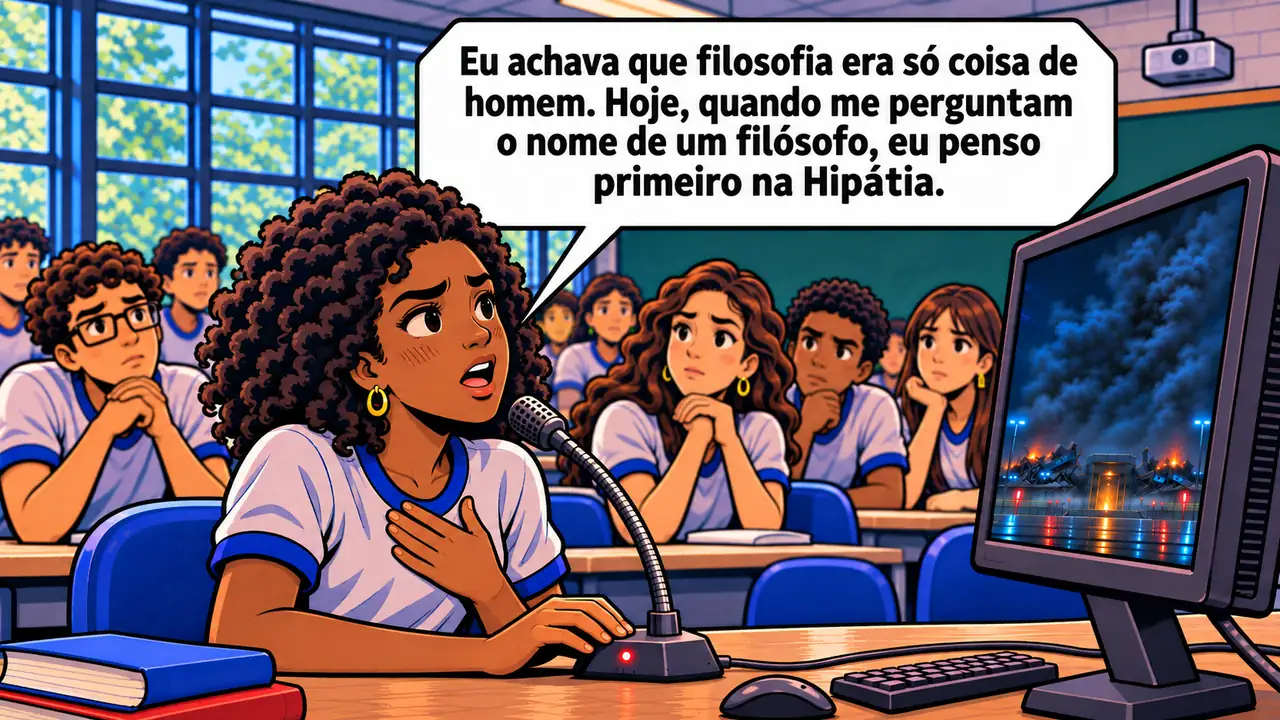 Eu achava que filosofia era só coisa de
homem. Hoje, quando me perguntam
o nome de um filósofo, eu penso
primeiro na Hipátia.